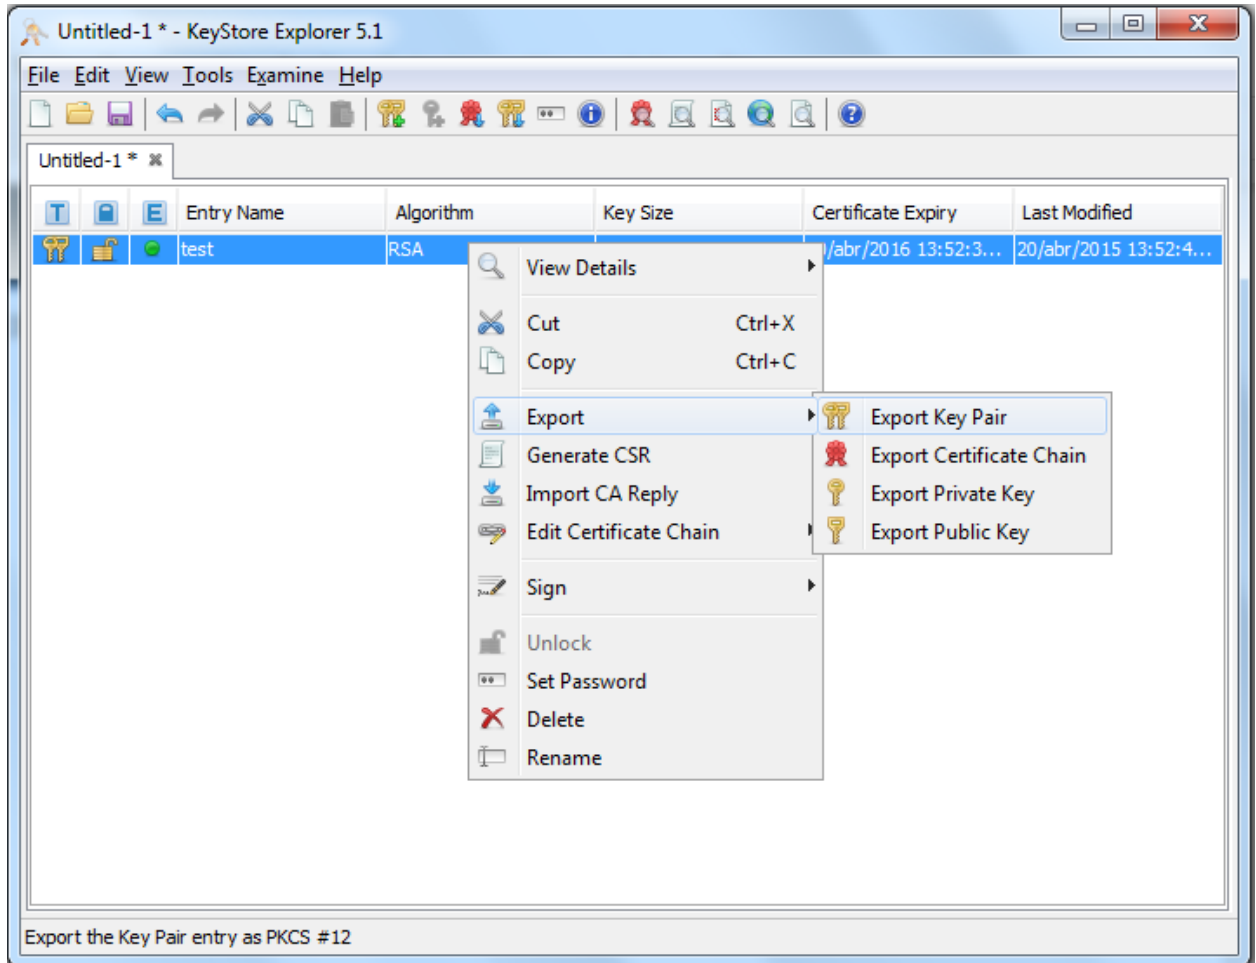 Untitled-1 * - KeyStore Explorer 5.1
File Edit View Tools Examine Help
Untitled-1 *
T E Entry Name Algorithm Key Size Certificate Expiry Last Modified
test RSA /abr/2016 13:52:3... 20/abr/2015 13:52:4...
View Details
Cut Ctrl+X
Copy Ctrl+C
Export
Generate CSR
Import CA Reply
Edit Certificate Chain
Sign
Unlock
Set Password
Delete
Rename
Export Key Pair
Export Certificate Chain
Export Private Key
Export Public Key
Export the Key Pair entry as PKCS #12